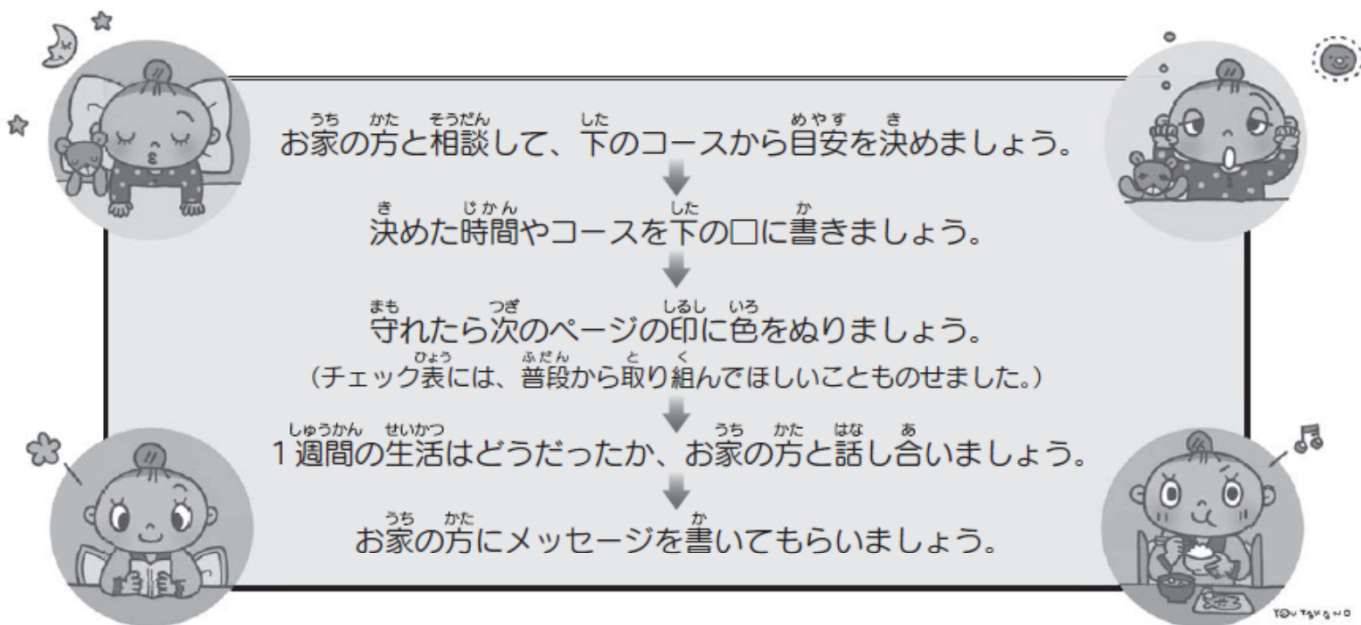 お家の方と相談して、下のコースから目安を決めましょう。
決めた時間やコースを下の□に書きましょう。
守れたら次のページの印に色をぬりましょう。
(チェック表には、普段から取り組んでほしいことものせました。)
1週間の生活はどうだったか、お家の方と話し合いましょう。
お家の方にメッセージを書いてもらいましょう。
YOU TAKANO